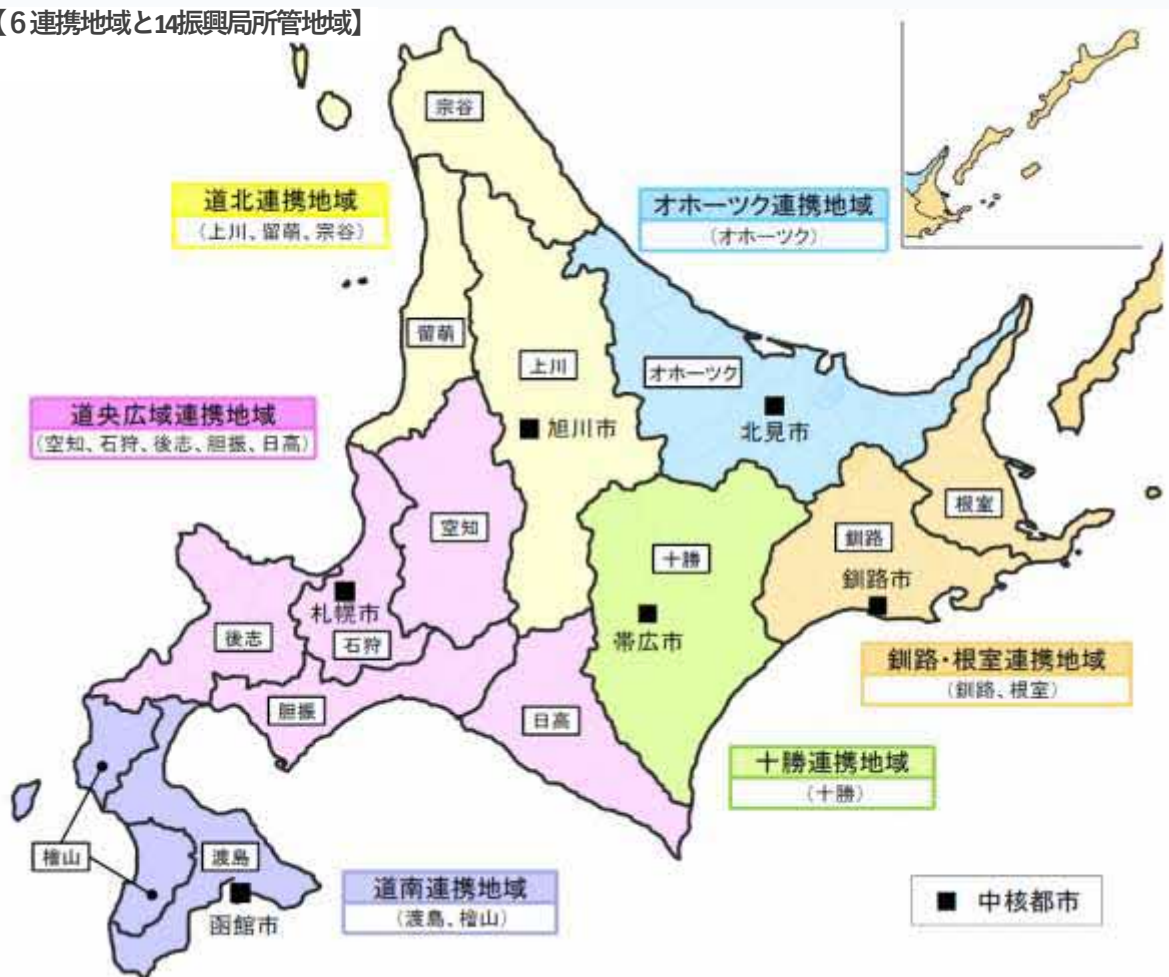 【6連携地域と14振興局所管地域】
宗谷
道北連携地域
(上川、留萌、宗谷)
オホーツク連携地域
(オホーツク)
留萌
上川
オホーツク
旭川市
北見市
道央広域連携地域
(空知、石狩、後志、胆振、日高)
空知
根室
釧路
十勝
釧路市
札幌市
石狩
後志
帯広市
釧路・根室連携地域
(釧路、根室)
胆振
日高
十勝連携地域
(十勝)
檜山
渡島
道南連携地域
(渡島、檜山)
函館市
■ 中核都市